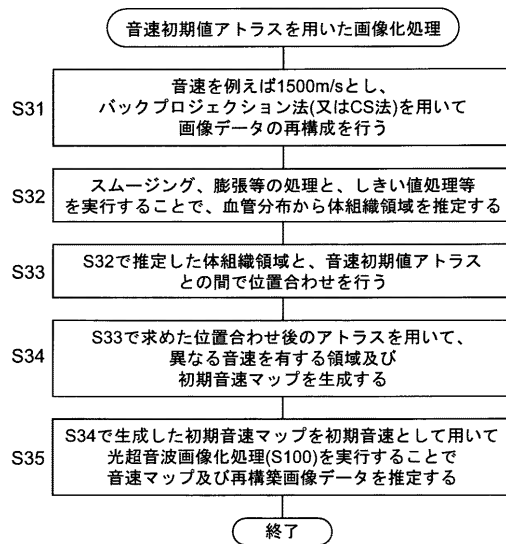 音速初期値アトラスを用いた画像化処理
S31
音速を例えば1500m/sとし、
バックプロジェクション法(又はCS法)を用いて
画像データの再構成を行う
S32
スムージング、膨張等の処理と、しきい値処理等
を実行することで、血管分布から体組織領域を推定する
S33
S32で推定した体組織領域と、音速初期値アトラス
との間で位置合わせを行う
S34
S33で求めた位置合わせ後のアトラスを用いて、
異なる音速を有する領域及び
初期音速マップを生成する
S35
S34で生成した初期音速マップを初期音速として用いて
光超音波画像化処理(S100)を実行することで
音速マップ及び再構築画像データを推定する
終了